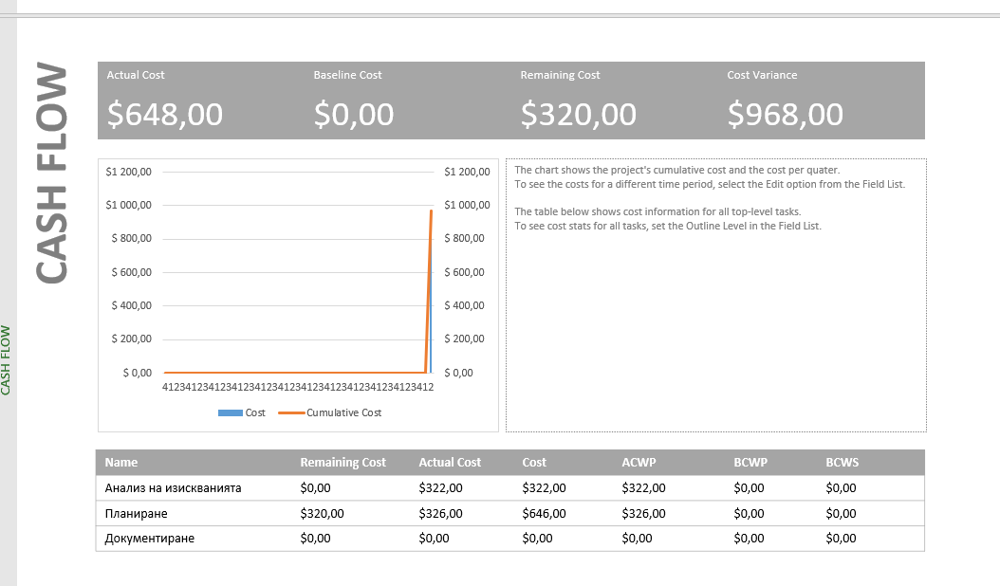 CASH FLOW
CASH FLOW
Actual Cost Baseline Cost Remaining Cost Cost Variance
$648,00 $0,00 $320,00 $968,00
$1 200,00 $1 200,00
$1 000,00 $1 000,00
$ 800,00 $ 800,00
$ 600,00 $ 600,00
$ 400,00 $ 400,00
$ 200,00 $ 200,00
$ 0,00 $ 0,00
41234123412341234123412341234123412
Cost Cumulative Cost
The chart shows the project's cumulative cost and the cost per quater.
To see the costs for a different time period, select the Edit option from the Field List.
The table below shows cost information for all top-level tasks.
To see cost stats for all tasks, set the Outline Level in the Field List.
Name Remaining Cost Actual Cost Cost ACWP BCWP BCWS
Анализ на изискванията $0,00 $322,00 $322,00 $322,00 $0,00 $0,00
Планиране $320,00 $326,00 $646,00 $326,00 $0,00 $0,00
Документиране $0,00 $0,00 $0,00 $0,00 $0,00 $0,00